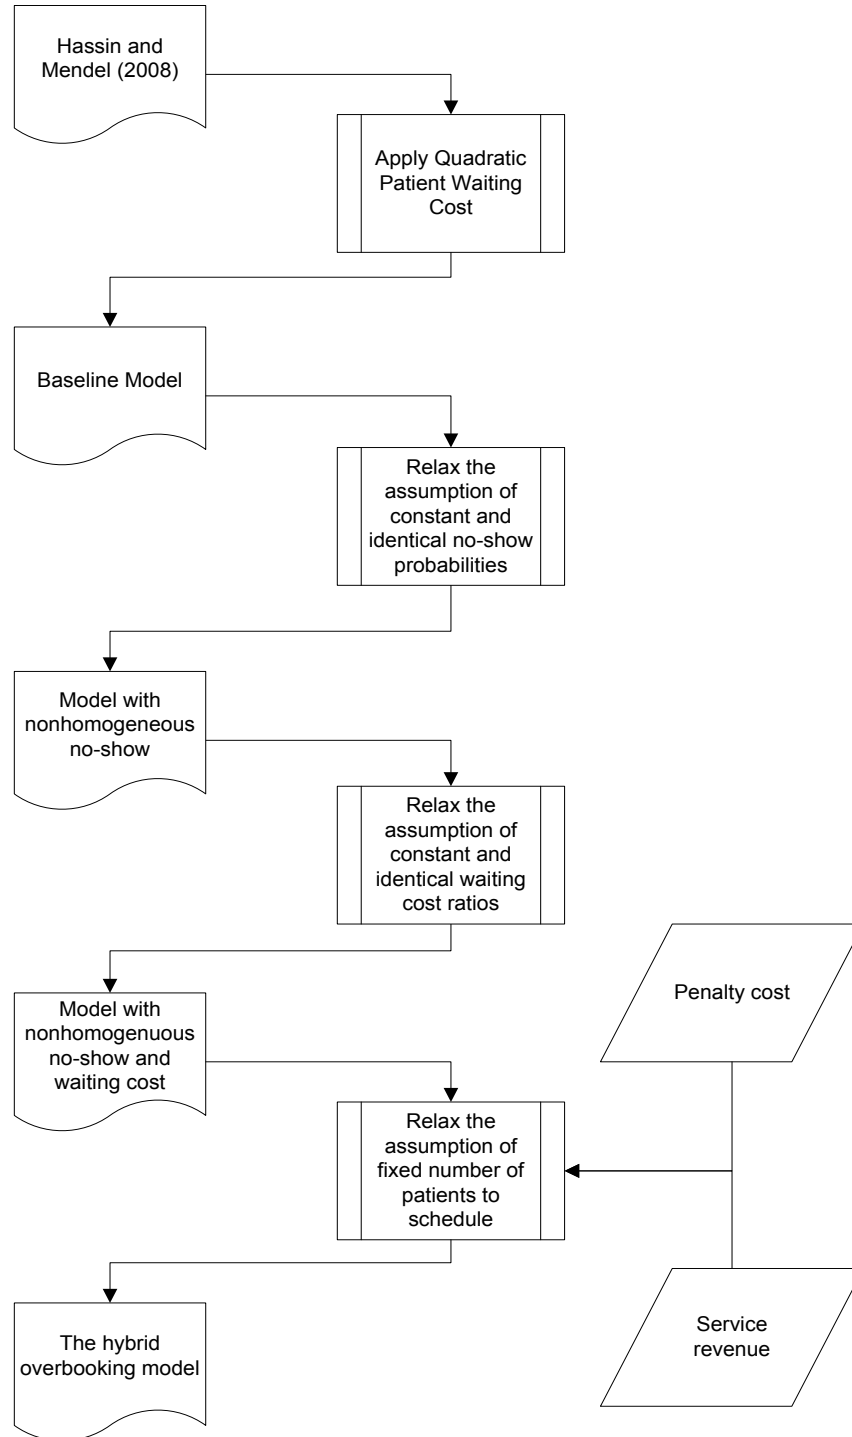 Hassin and
Mendel (2008)
Apply Quadratic
Patient Waiting
Cost
Baseline Model
Relax the
assumption of
constant and
identical no-show
probabilities
Model with
nonhomogeneous
no-show
Relax the
assumption of
constant and
identical waiting
cost ratios
Model with
nonhomogenuous
no-show and
waiting cost
Penalty cost
Relax the
assumption of
fixed number of
patients to
schedule
The hybrid
overbooking model
Service
revenue